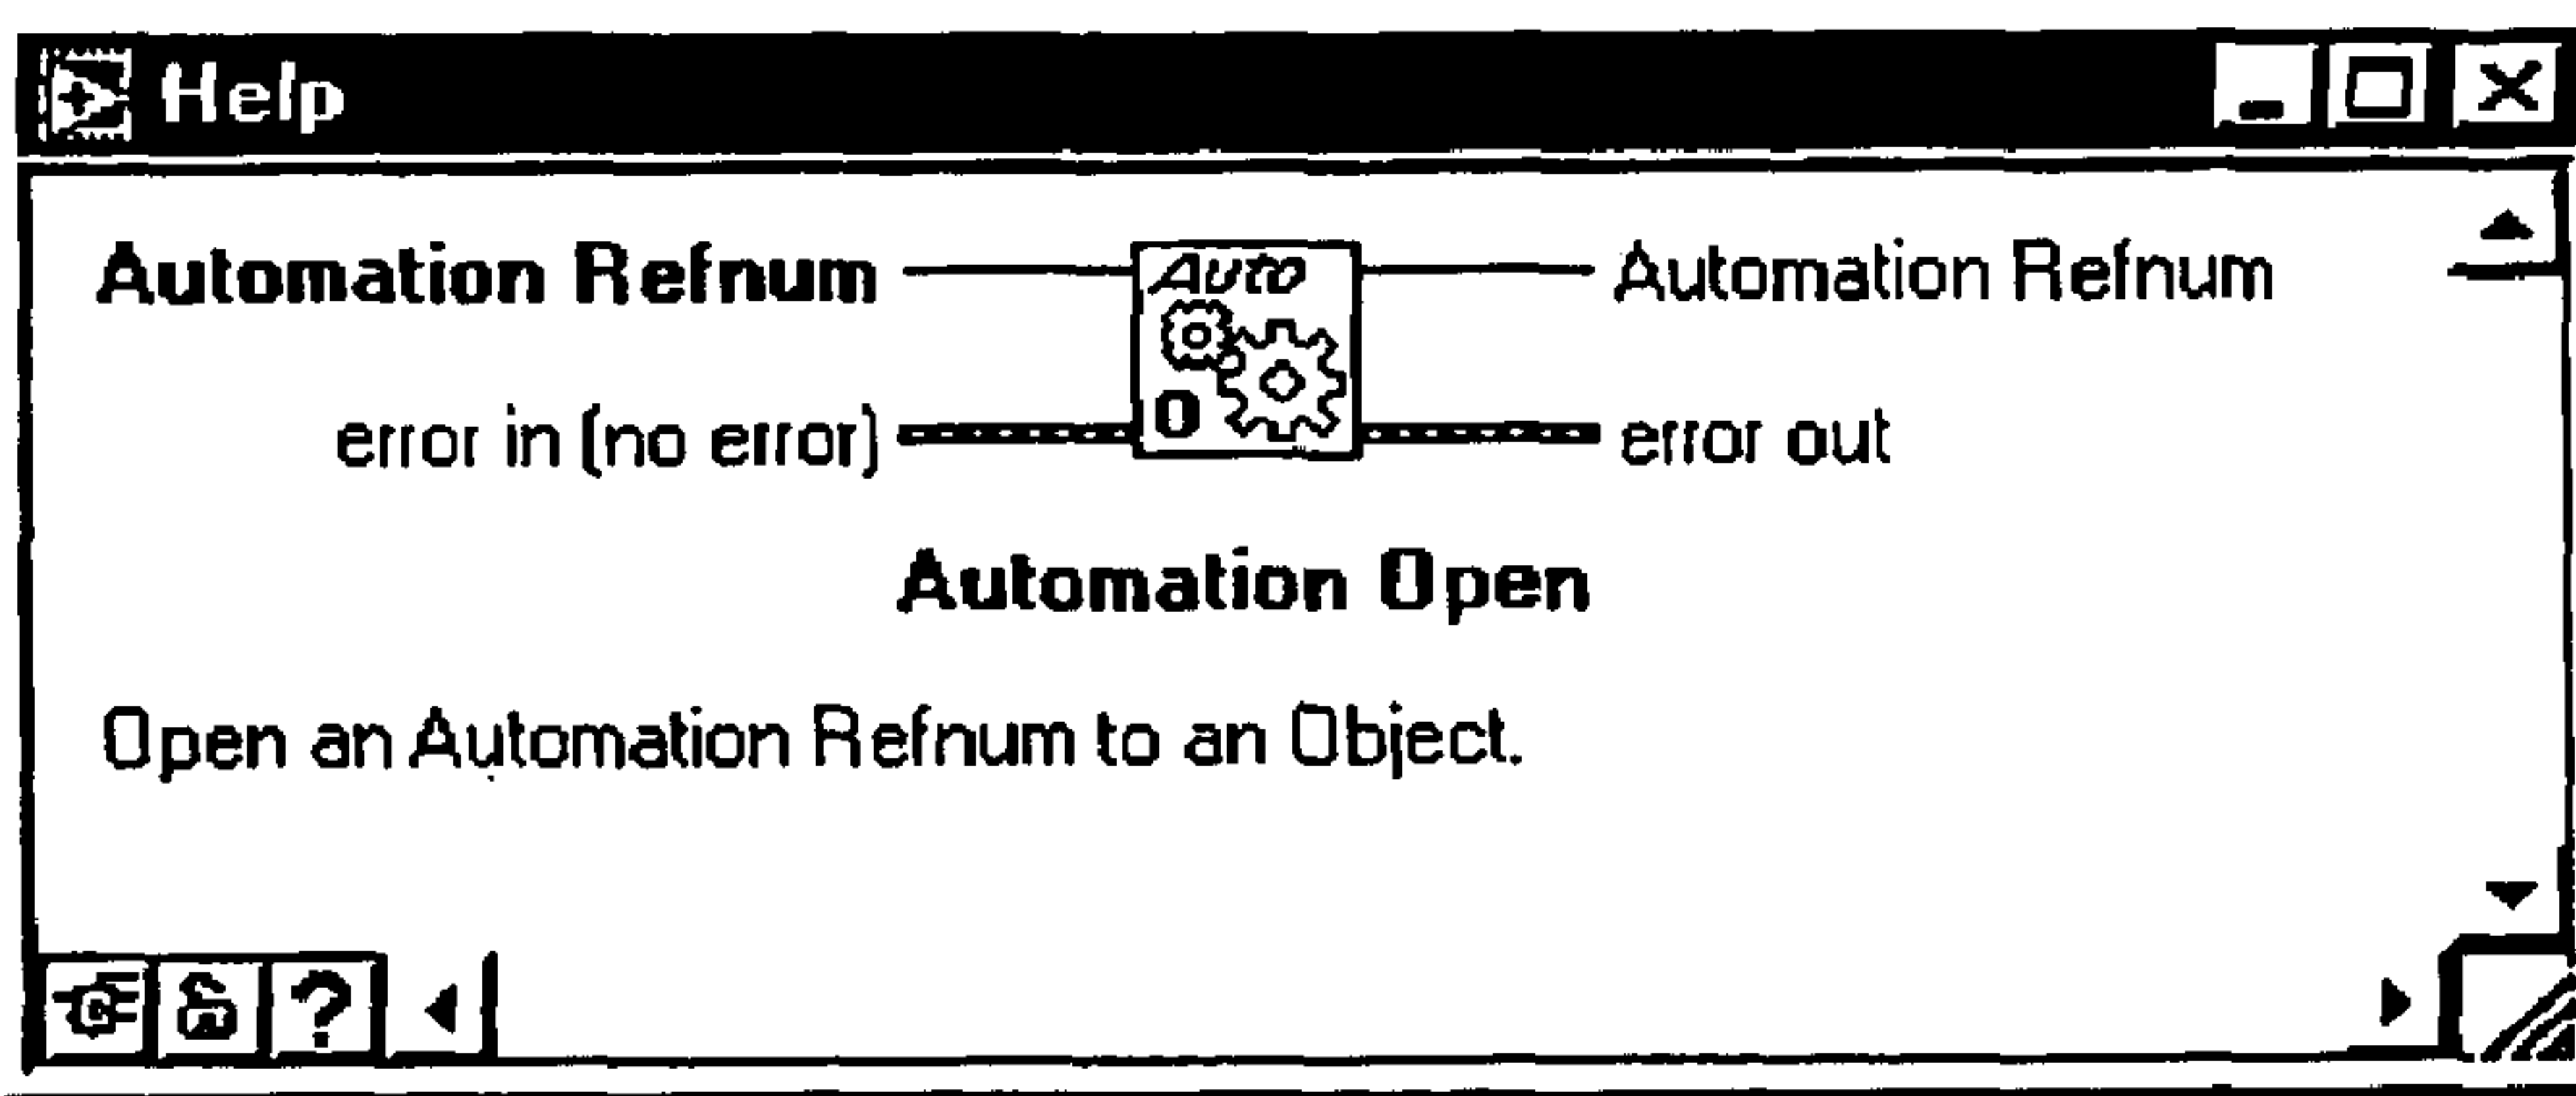 Help
Automation Refnum Auto Automation Refnum
error in (no error) O error out
Automation Open
Open an Automation Refnum to an Object.
?